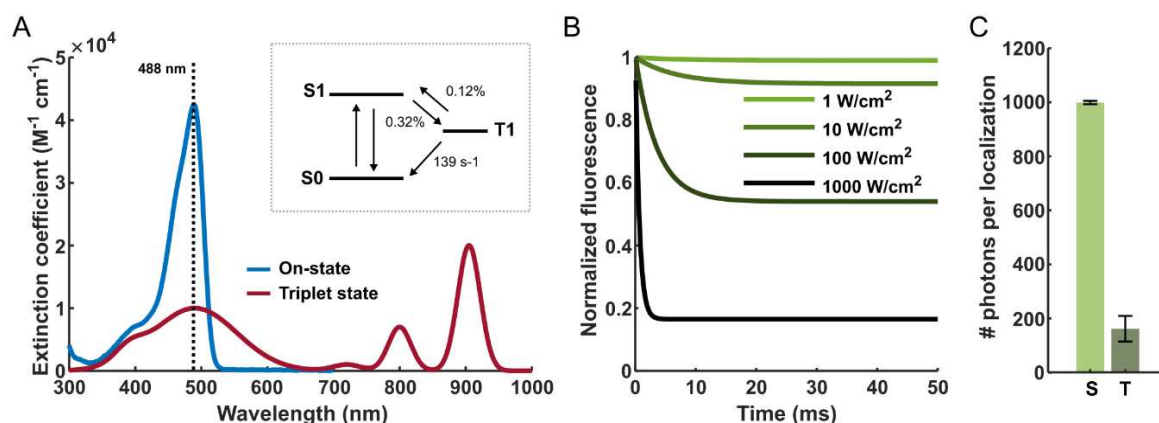 A
×10⁴
Extinction coefficient (M⁻¹ cm⁻¹)
5
4
3
2
1
0
488 nm
S1
0.12%
0.32%
T1
139 s-1
S0
On-state
Triplet state
300 400 500 600 700 800 900 1000
Wavelength (nm)
B
Normalized fluorescence
1
0.8
0.6
0.4
0.2
0
1 W/cm²
10 W/cm²
100 W/cm²
1000 W/cm²
0 10 20 30 40 50
Time (ms)
C
# photons per localization
1200
1000
800
600
400
200
0
S T